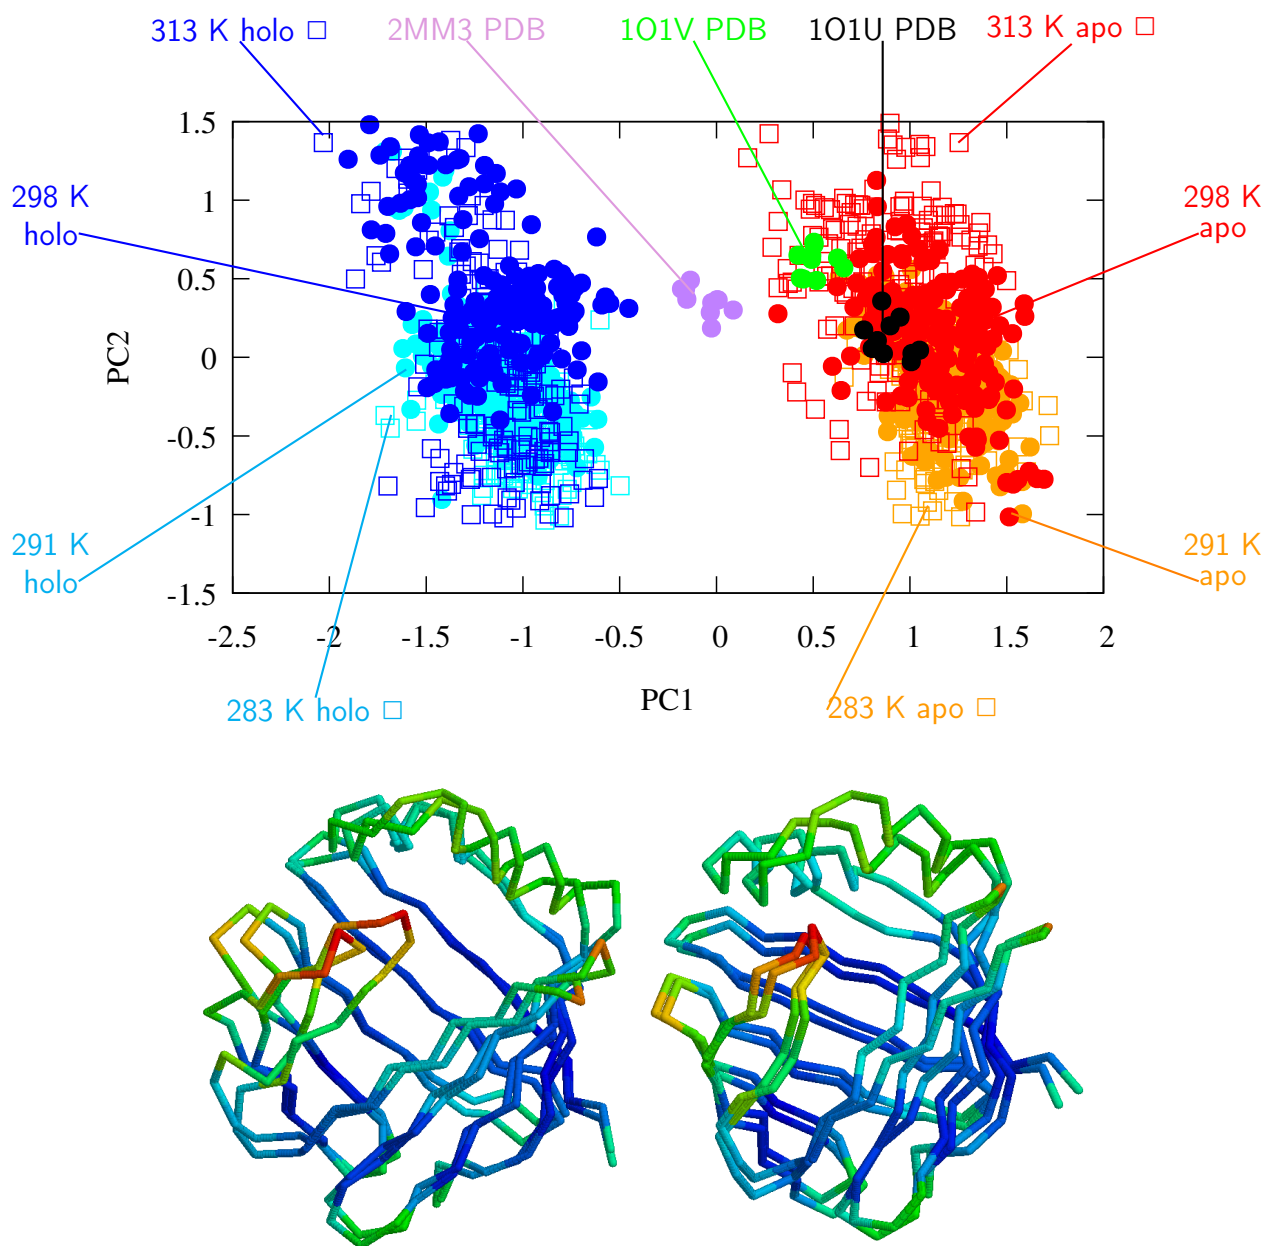 313 K holo □
2MM3 PDB
1O1V PDB
1O1U PDB
313 K apo □
1.5
1
0.5
0
-0.5
-1
-1.5
PC2
298 K
holo
298 K
apo
291 K
holo
291 K
apo
-2.5
-2
-1.5
-1
-0.5
0
0.5
1
1.5
2
PC1
283 K holo □
283 K apo □